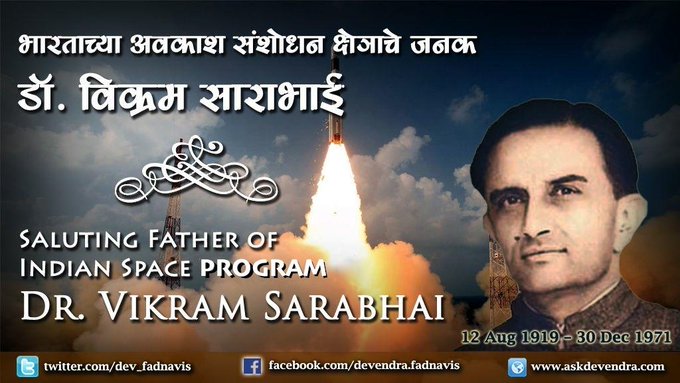 भारताच्या अवकाश संशोधन क्षेत्राचे जनक
डॉ. विक्रम साराभाई
SALUTING FATHER OF
INDIAN SPACE PROGRAM
DR. VIKRAM SARABHAI
12 Aug 1919 – 30 Dec 1971
twitter.com/dev_fadnavis
facebook.com/devendra.fadnavis
www.askdevendra.com